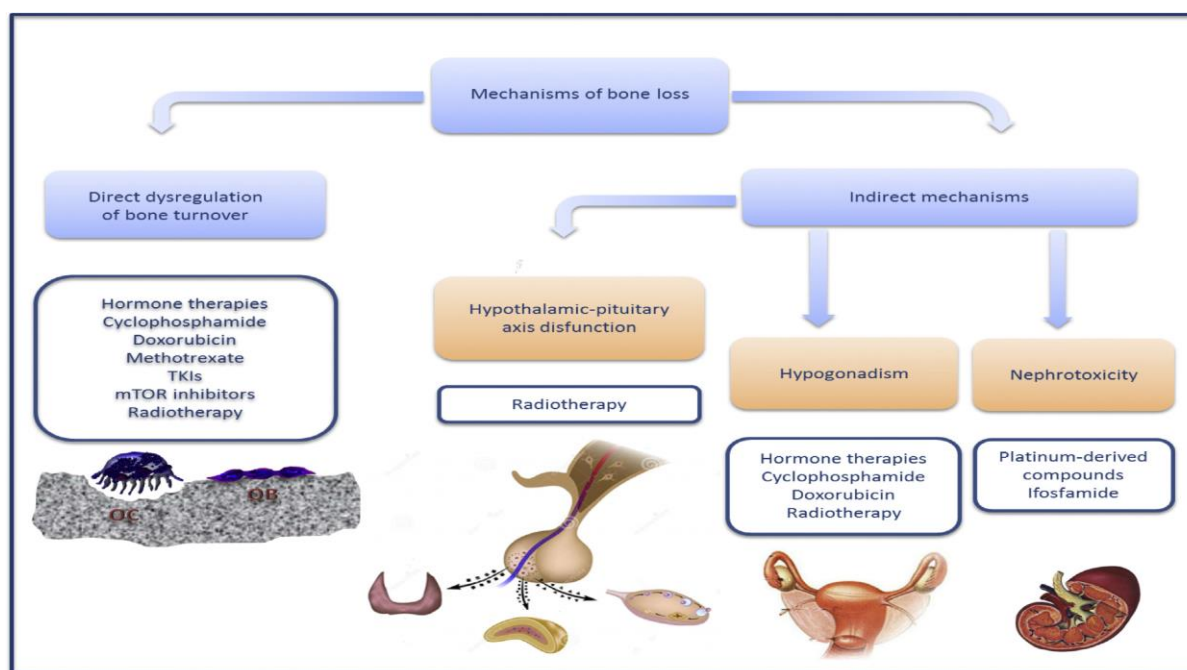 Mechanisms of bone loss
Direct dysregulation
of bone turnover
Indirect mechanisms
Hormone therapies
Cyclophosphamide
Doxorubicin
Methotrexate
TKIs
mTOR inhibitors
Radiotherapy
OC
OB
Hypothalamic-pituitary
axis disfunction
Radiotherapy
Hypogonadism
Hormone therapies
Cyclophosphamide
Doxorubicin
Radiotherapy
Nephrotoxicity
Platinum-derived
compounds
Ifosfamide